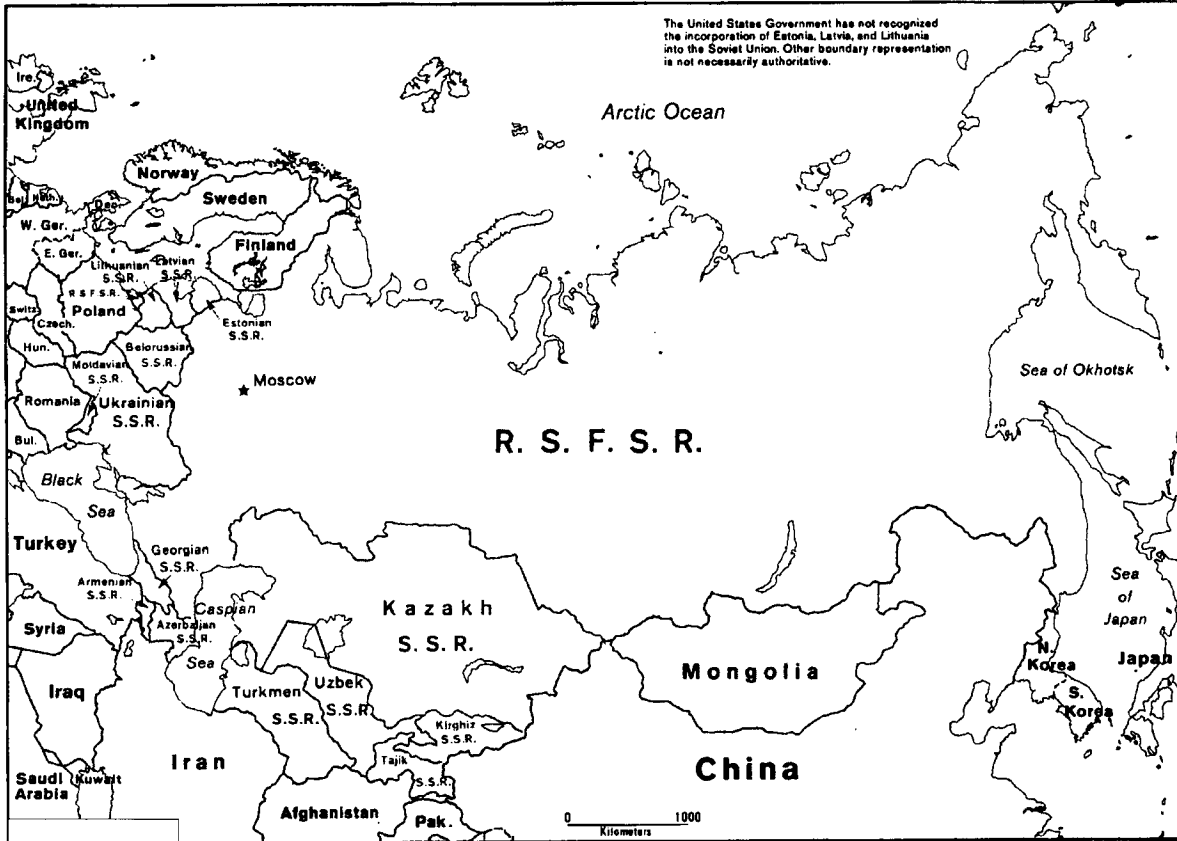 The United States Government has not recognized
the incorporation of Estonia, Latvia, and Lithuania
into the Soviet Union. Other boundary representation
is not necessarily authoritative.
Ire.
United
Kingdom
Arctic Ocean
Norway
Sweden
Bel.
Neth.
Den.
W. Ger.
E. Ger.
Finland
Lithuanian
S.S.R.
Latvian
S.S.R.
R S F S.R.
Poland
Switz
Czech.
Estonian
S.S.R.
Hun.
Belorussian
S.S.R.
Moldavian
S.S.R.
Moscow
Romania
Ukrainian
S.S.R.
Bul.
R. S. F. S. R.
Sea of Okhotsk
Black
Sea
Turkey
Georgian
S.S.R.
Armenian
S.S.R.
Azerbaijan
S.S.R.
Caspian
Sea
Kazakh
S.S.R.
Syria
Iraq
Turkmen
S.S.R.
Uzbek
S.S.R.
Kirghiz
S.S.R.
Tajik
S.S.R.
Mongolia
Sea
of
Japan
N.
Korea
S.
Korea
Japan
Iran
China
Saudi
Arabia
Kuwait
Afghanistan
Pak.
0 1000
Kilometers